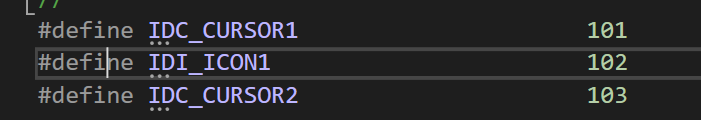 //
#define IDC_CURSOR1 101
#define IDI_ICON1 102
#define IDC_CURSOR2 103